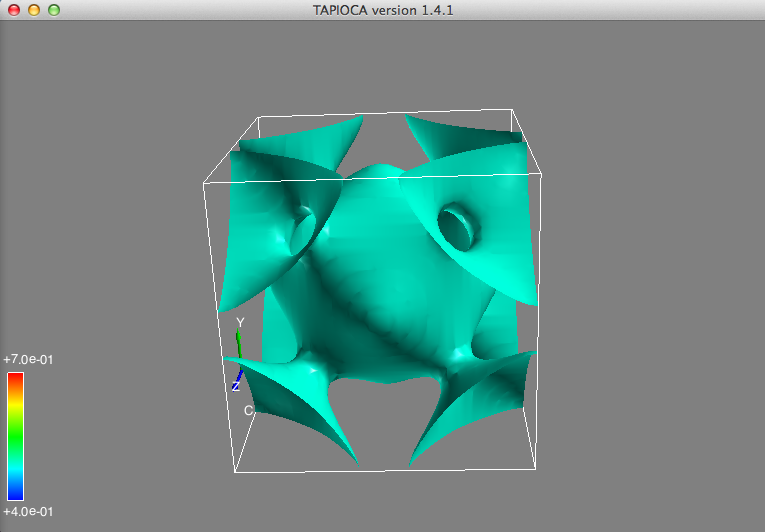 TAPIOCA version 1.4.1
Y
Z
C
+7.0e-01
+4.0e-01